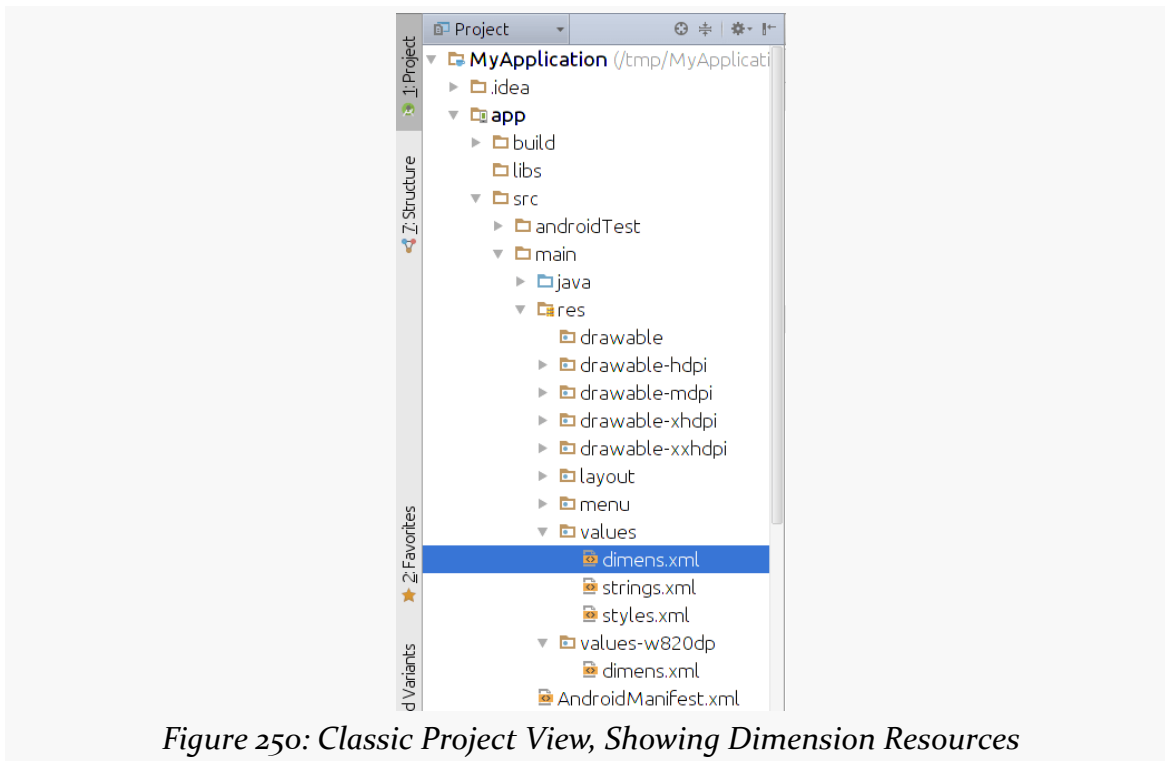 Project
1: Project
7: Structure
2: Favorites
d Variants
MyApplication (/tmp/MyApplicati
.idea
app
build
libs
src
androidTest
main
java
res
drawable
drawable-hdpi
drawable-mdpi
drawable-xhdpi
drawable-xxhdpi
layout
menu
values
dimens.xml
strings.xml
styles.xml
values-w820dp
dimens.xml
AndroidManifest.xml
Figure 250: Classic Project View, Showing Dimension Resources